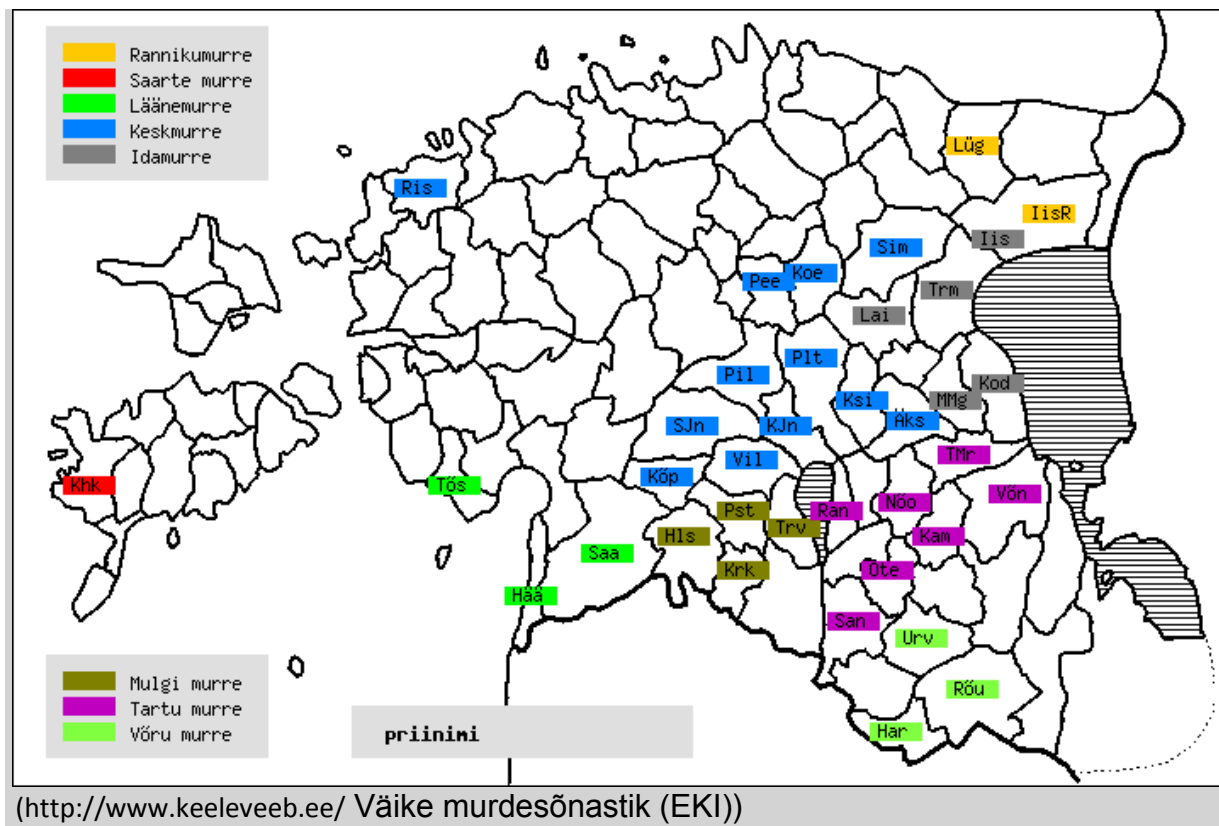 Rannikumurre
Saarte murre
Läänemurre
Keskmurre
Idamurre
Lüg
Ris
IisR
Iis
Sim
Koe
Pee
Trm
Lai
Plt
Pil
Kod
MMg
Ksi
Äks
SJn
KJn
TMr
Vil
Kõp
Khk
Tõs
Võn
Nõo
Ran
Pst
Trv
Hls
Kam
Saa
Krk
Ote
Hää
San
Urv
Rõu
Har
Mulgi murre
Tartu murre
Võru murre
priinimi
(http://www.keeleveeb.ee/ Väike murdesõnastik (EKI))